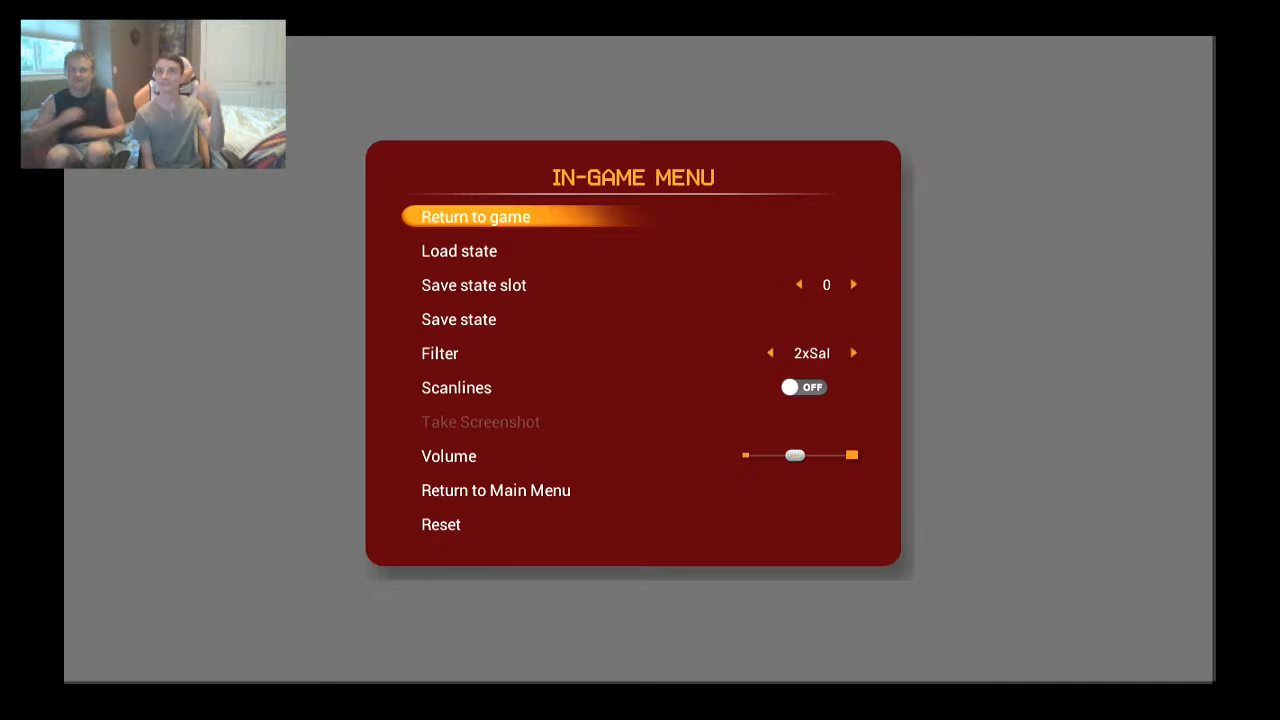 IN-GAME MENU
Return to game
Load state
Save state slot 0
Save state
Filter 2xSaI
Scanlines OFF
Take Screenshot
Volume
Return to Main Menu
Reset